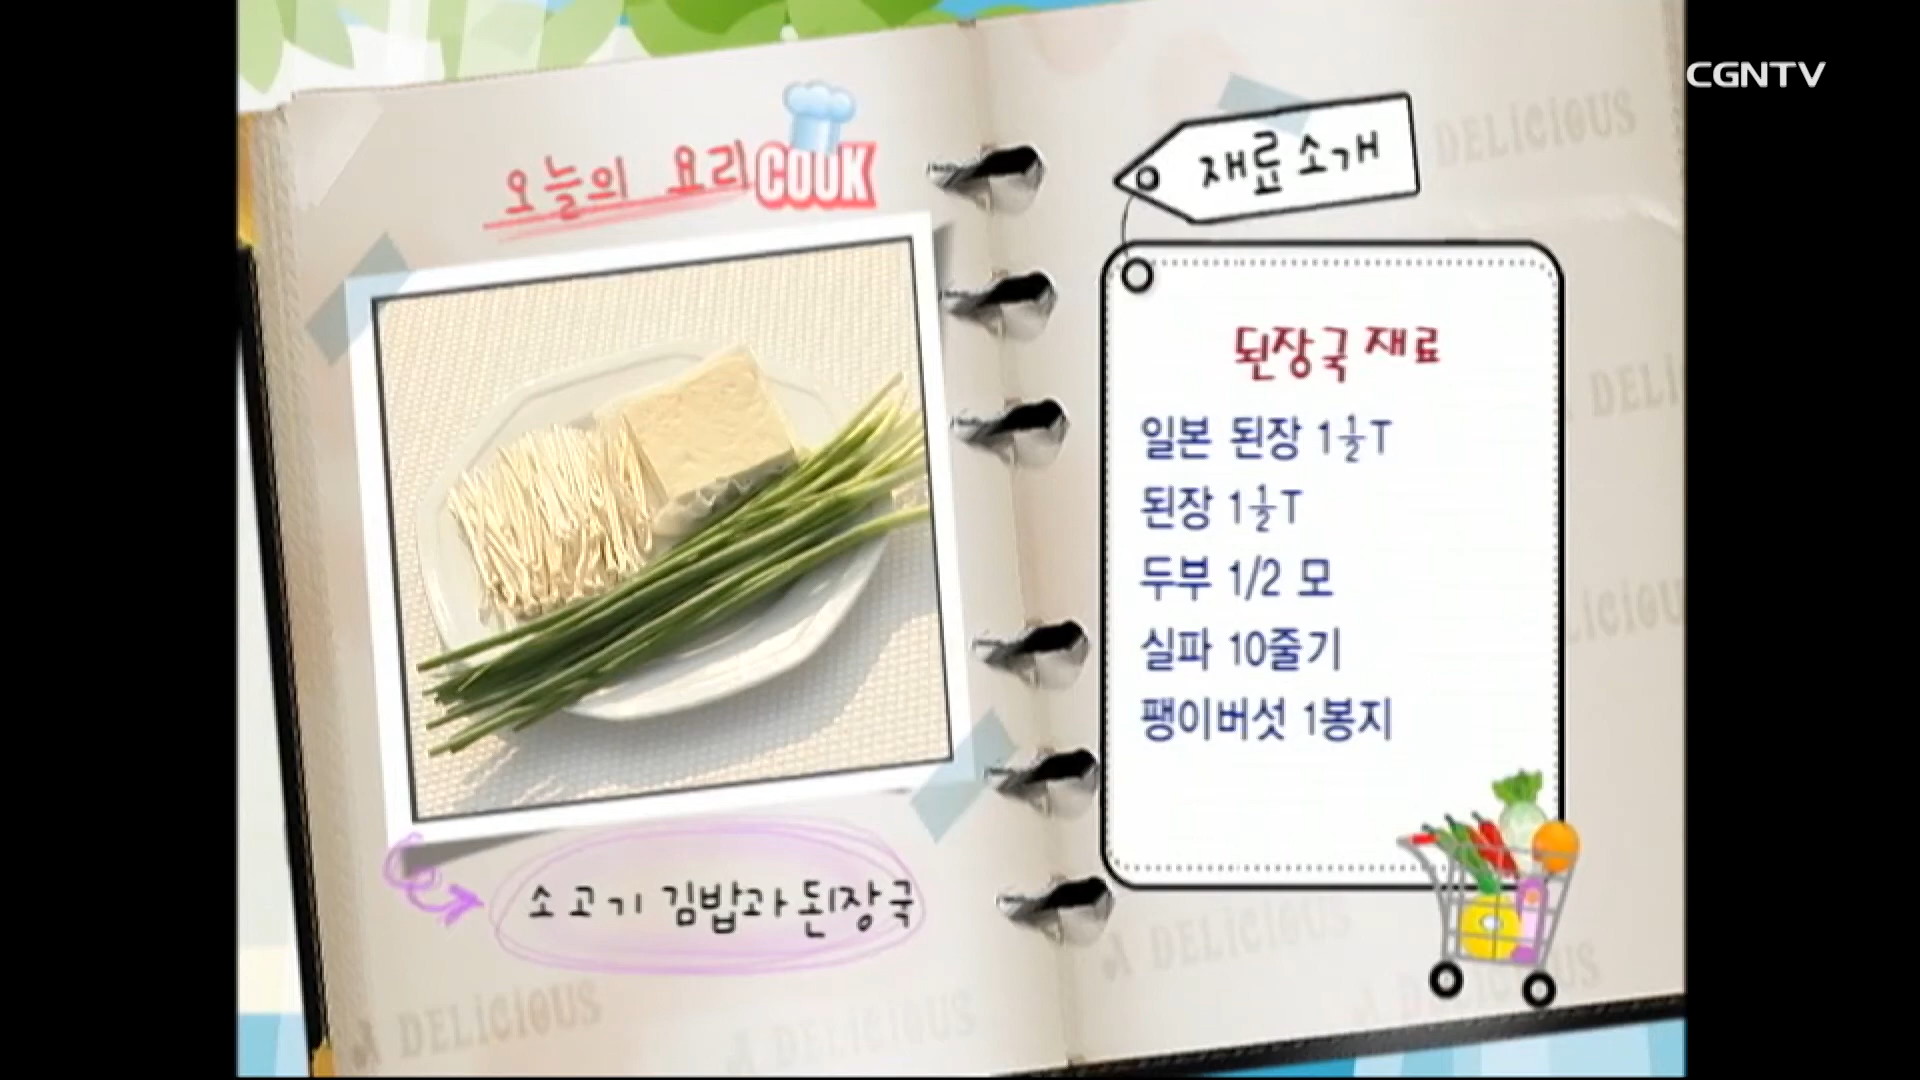 CGNTV
오늘의 요리 COOK
소고기 김밥과 된장국
재료소개
된장국 재료
일본 된장 1½T
된장 1½T
두부 1/2 모
실파 10줄기
팽이버섯 1봉지
DELiCiOUS
DELi
LiCiOU
DELiCiOUS
DELiCiOUS
DELiCiOUS